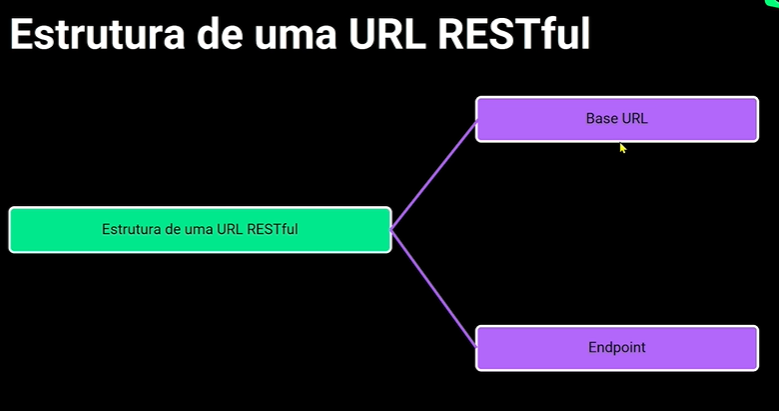 Estrutura de uma URL RESTful
Base URL
Estrutura de uma URL RESTful
Endpoint